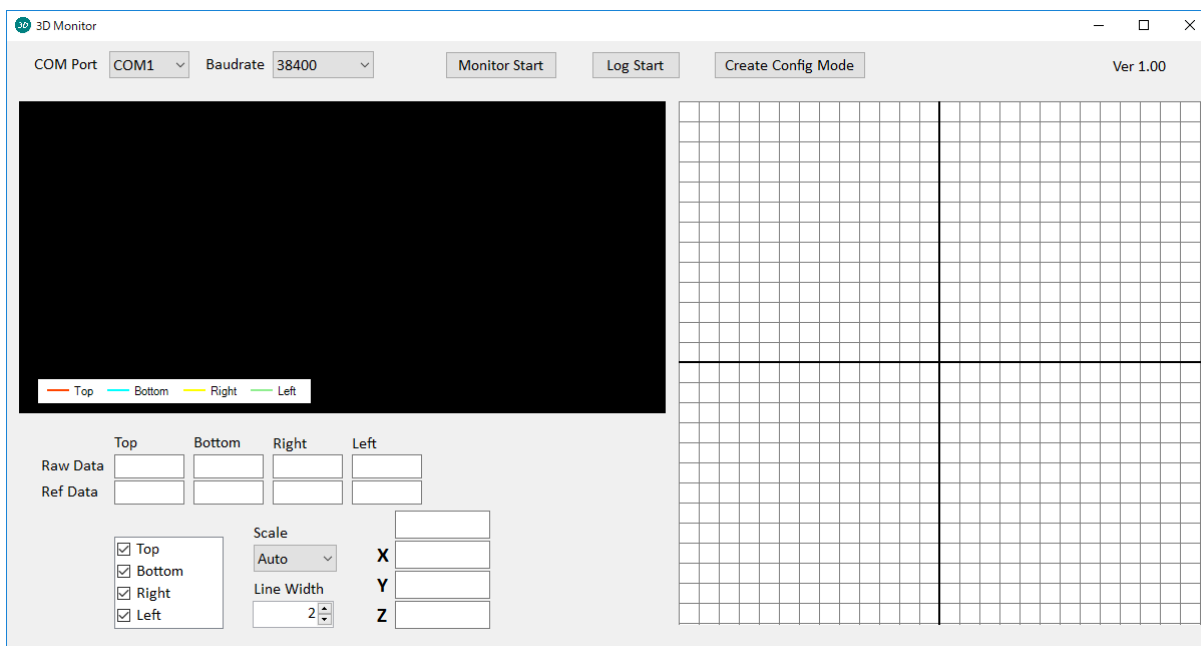 3D 3D Monitor
COM Port COM1 Baudrate 38400 Monitor Start Log Start Create Config Mode Ver 1.00
Top Bottom Right Left
Top Bottom Right Left
Raw Data
Ref Data
Top
Bottom
Right
Left
Scale
Auto
Line Width
2
X
Y
Z